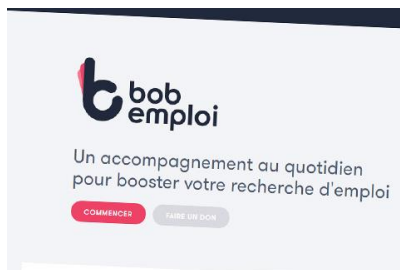 bob
emploi
Un accompagnement au quotidien
pour booster votre recherche d'emploi
COMMENCER
FAIRE UN DON